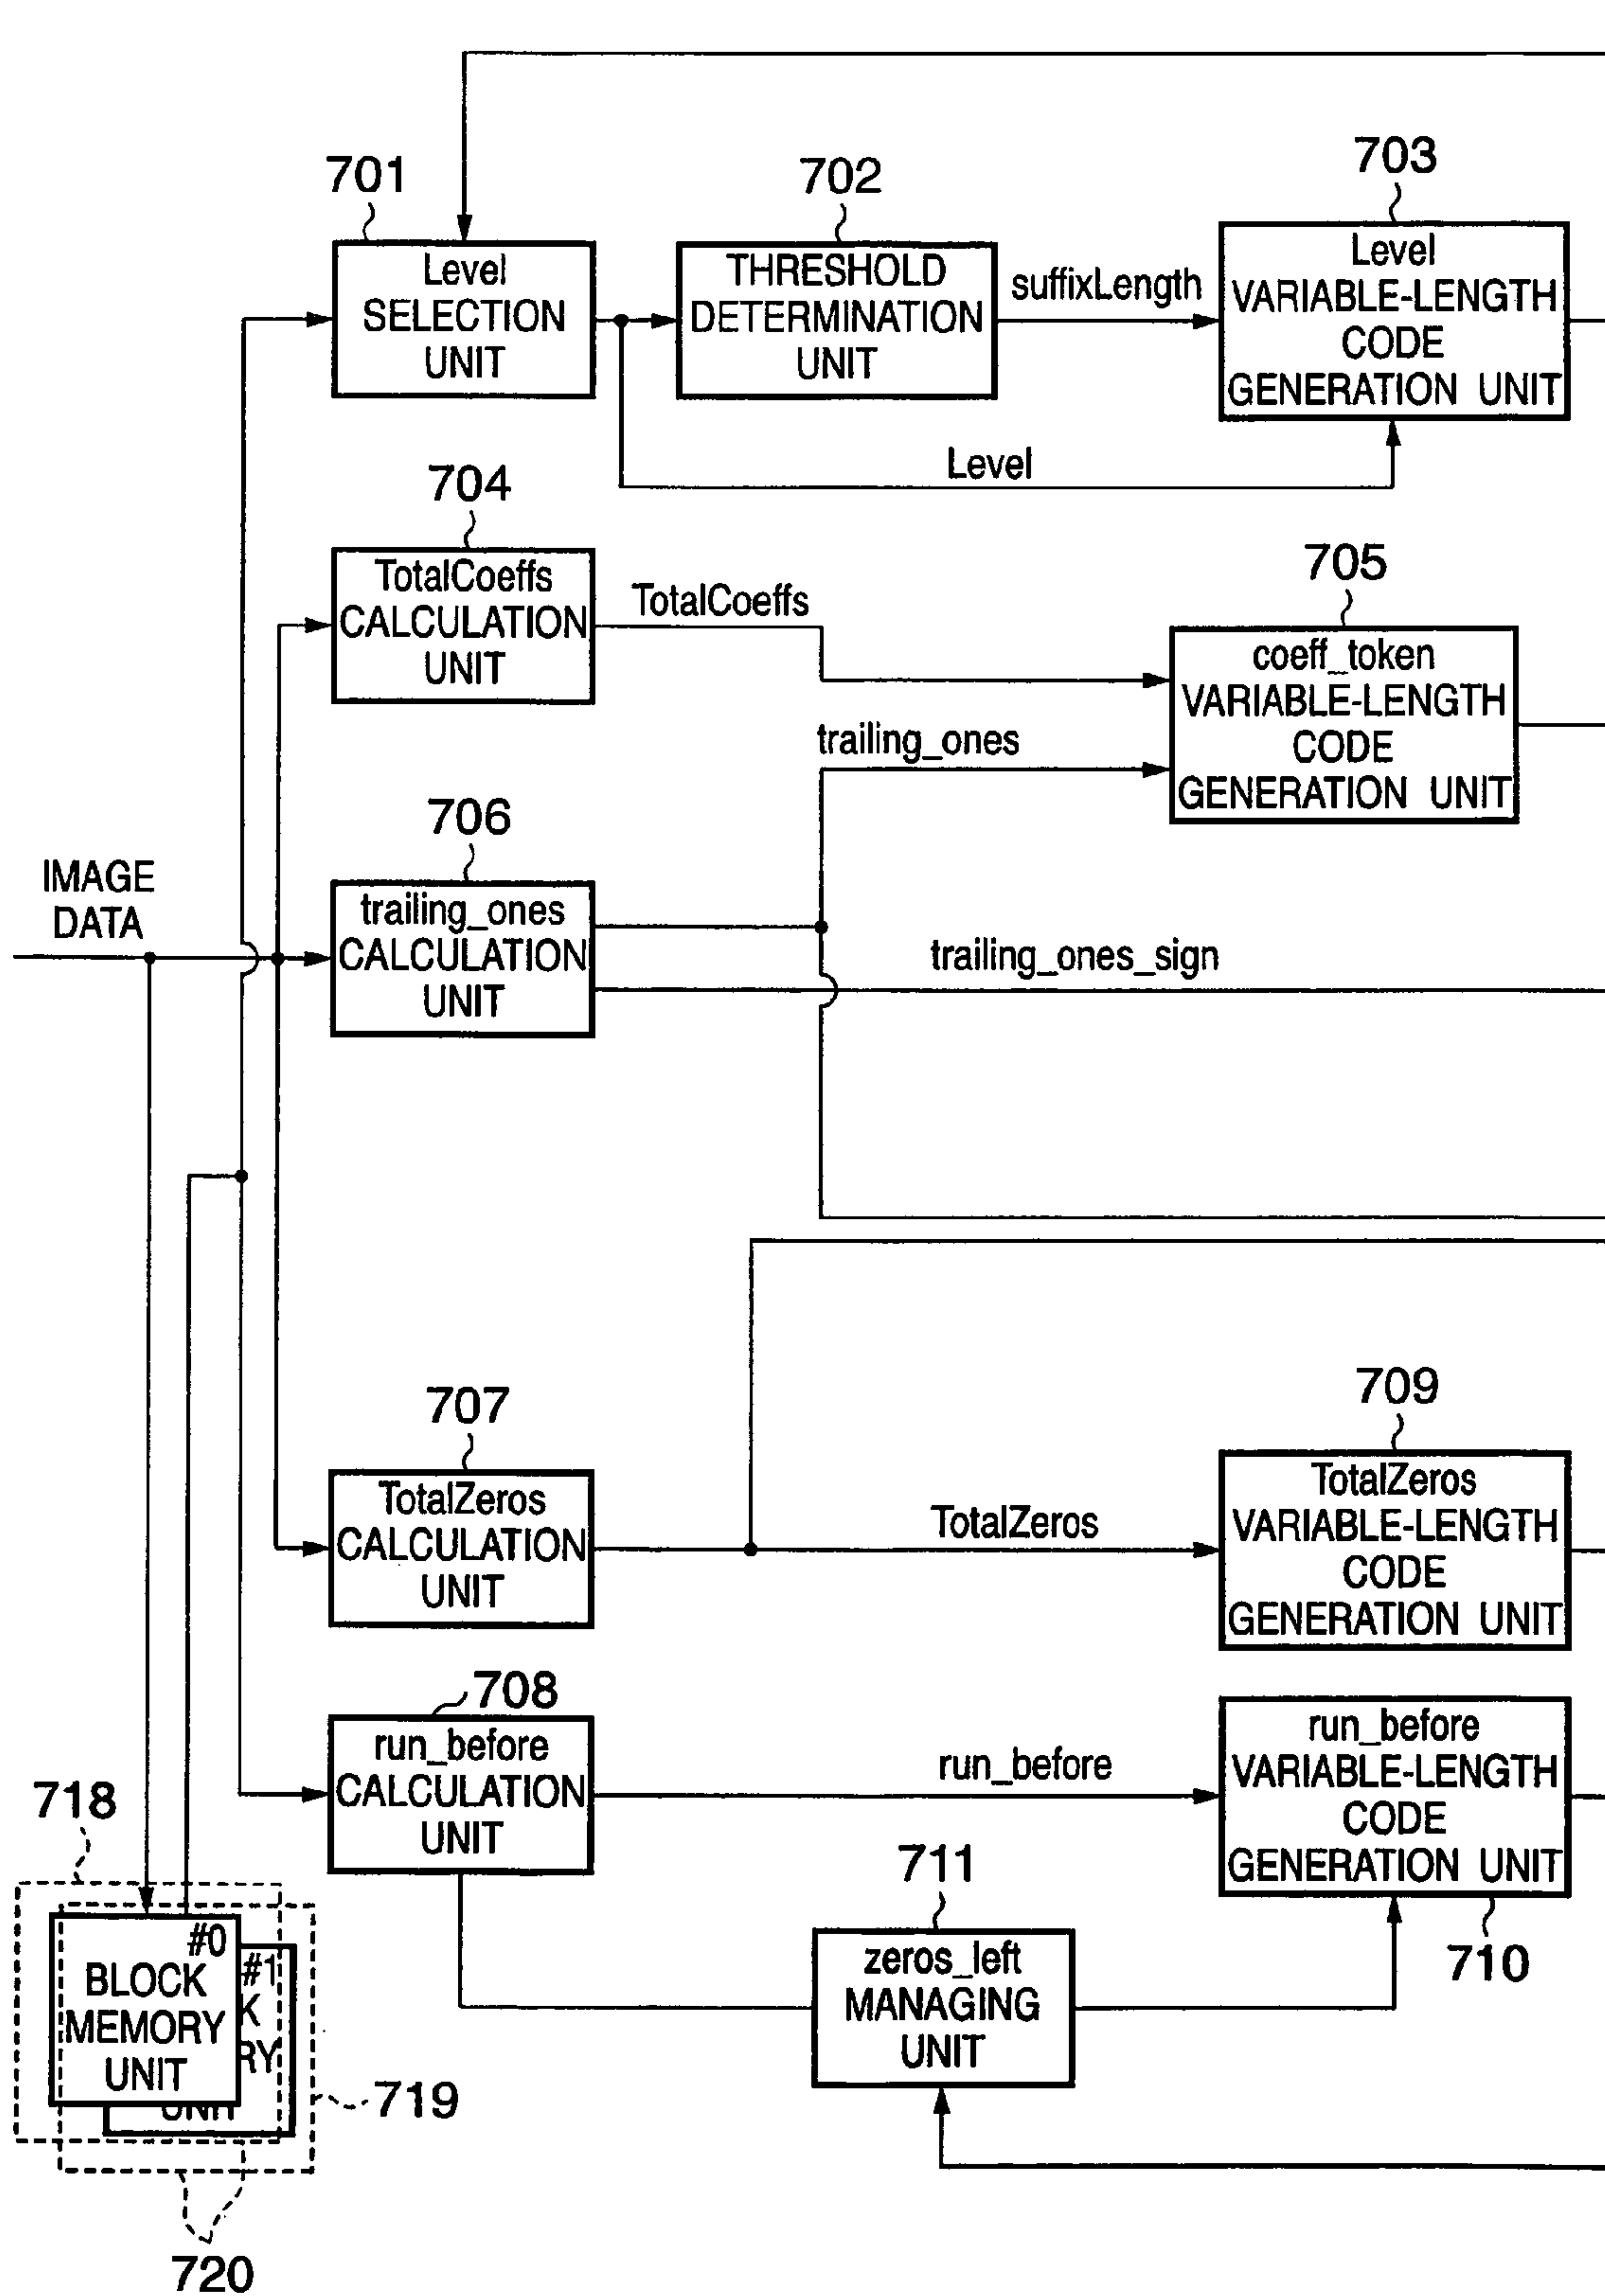 701
Level
SELECTION
UNIT
702
THRESHOLD
DETERMINATION
UNIT
suffixLength
703
Level
VARIABLE-LENGTH
CODE
GENERATION UNIT
Level
704
TotalCoeffs
CALCULATION
UNIT
TotalCoeffs
705
coeff_token
VARIABLE-LENGTH
CODE
GENERATION UNIT
trailing_ones
706
trailing_ones
CALCULATION
UNIT
IMAGE
DATA
trailing_ones_sign
707
TotalZeros
CALCULATION
UNIT
TotalZeros
709
TotalZeros
VARIABLE-LENGTH
CODE
GENERATION UNIT
708
run_before
CALCULATION
UNIT
run_before
run_before
VARIABLE-LENGTH
CODE
GENERATION UNIT
710
711
zeros_left
MANAGING
UNIT
718
#0
BLOCK
MEMORY
UNIT
#1
K
RY
UNIT
719
720